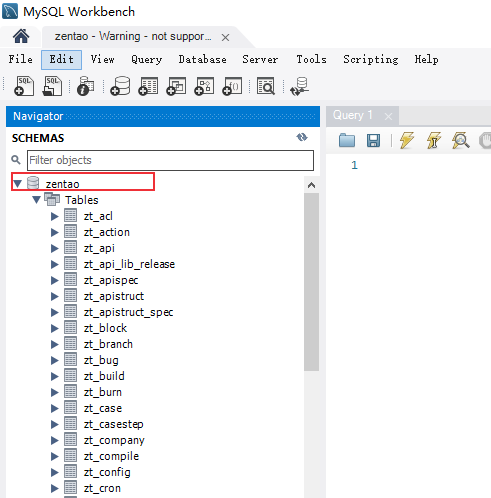 MySQL Workbench
zentao - Warning - not suppor... ×
File Edit View Query Database Server Tools Scripting Help
SQL SQL
Navigator
Query 1 ×
SCHEMAS
Filter objects
1
zentao
Tables
zt_acl
zt_action
zt_api
zt_api_lib_release
zt_apispec
zt_apistruct
zt_apistruct_spec
zt_block
zt_branch
zt_bug
zt_build
zt_burn
zt_case
zt_casestep
zt_company
zt_compile
zt_config
zt_cron